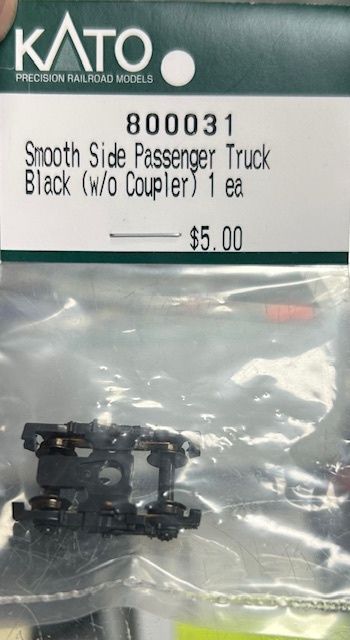 KATO
PRECISION RAILROAD MODELS
800031
Smooth Side Passenger Truck
Black (w/o Coupler) 1 ea
$5.00